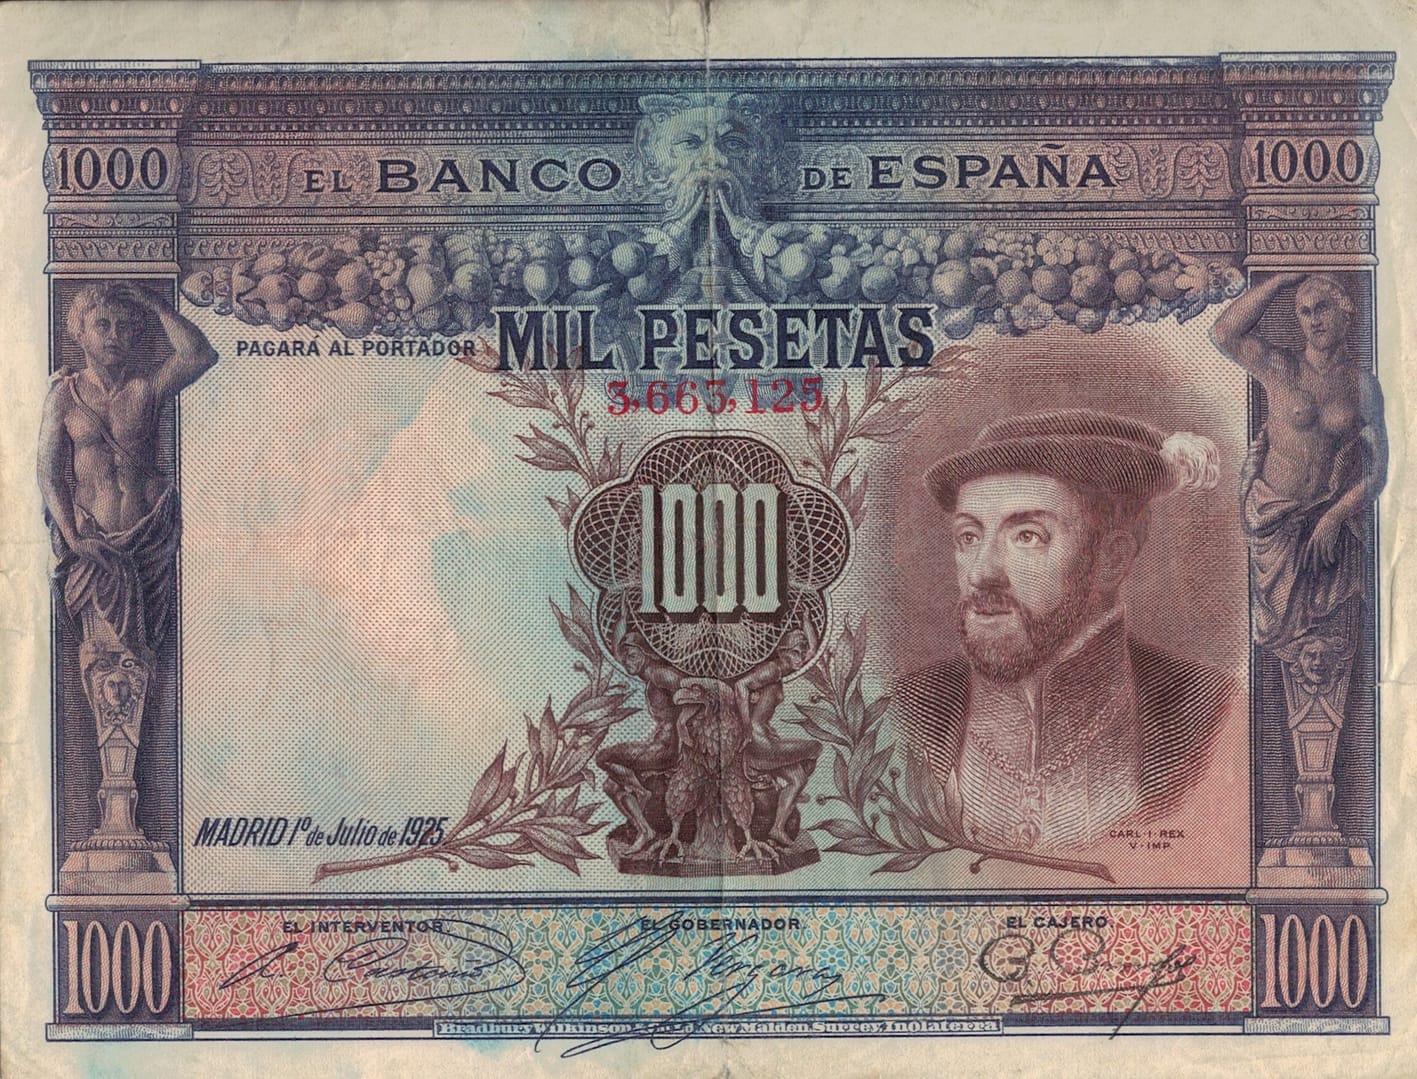 1000 EL BANCO DE ESPAÑA 1000
PAGARÁ AL PORTADOR MIL PESETAS
3,663,125
1000
MADRID 1º de Julio de 1925
CARL · I · REX
V · IMP.
EL INTERVENTOR. EL GOBERNADOR. EL CAJERO.
1000 1000
Bradbury Wilkinson New Malden Surrey Inglaterra